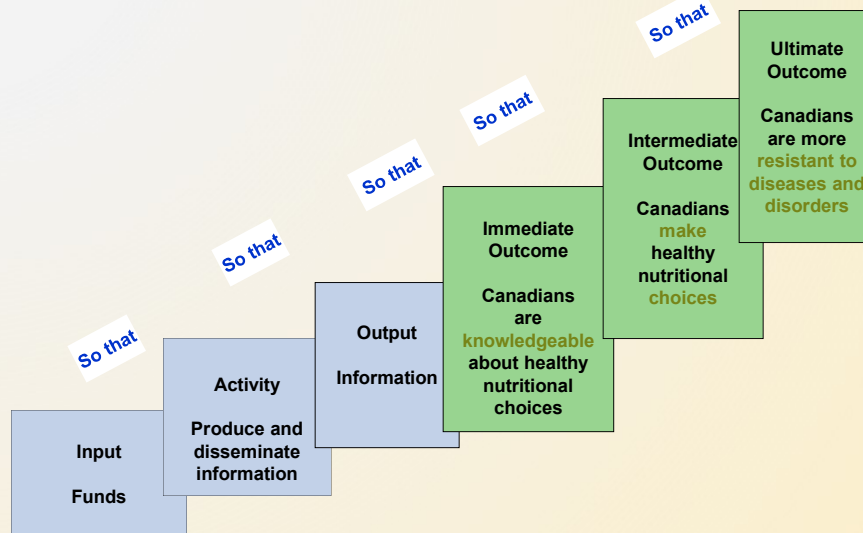 Input
Funds
So that
Activity
Produce and
disseminate
information
So that
Output
Information
So that
Immediate
Outcome
Canadians
are
knowledgeable
about healthy
nutritional
choices
So that
Intermediate
Outcome
Canadians
make
healthy
nutritional
choices
So that
Ultimate
Outcome
Canadians
are more
resistant to
diseases and
disorders